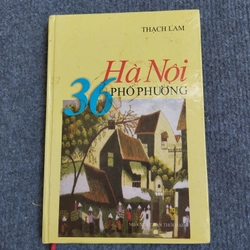 THẠCH LAM
Hà Nội
36
PHỐ PHƯỜNG